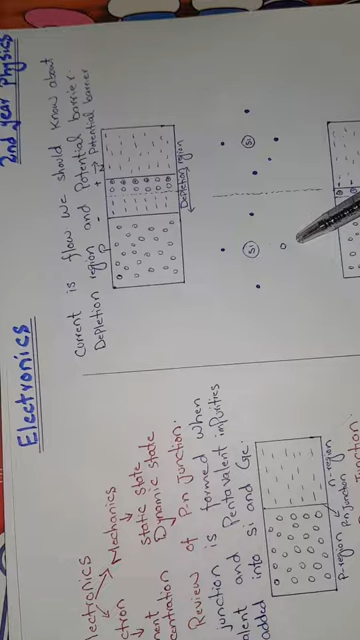 2nd year Physics
Electronics
Current is flow we should know about
Depletion region and Potential barrier.
P
-
+
N
→ Potential barrier
Depletion region
Si
Si
Mechanics
static state
Dynamic state
Review of P.n Junction.
junction is formed when
and Pentavalent impurities
added into Si and Ge.
P-region
n-region
P-n junction
Junction